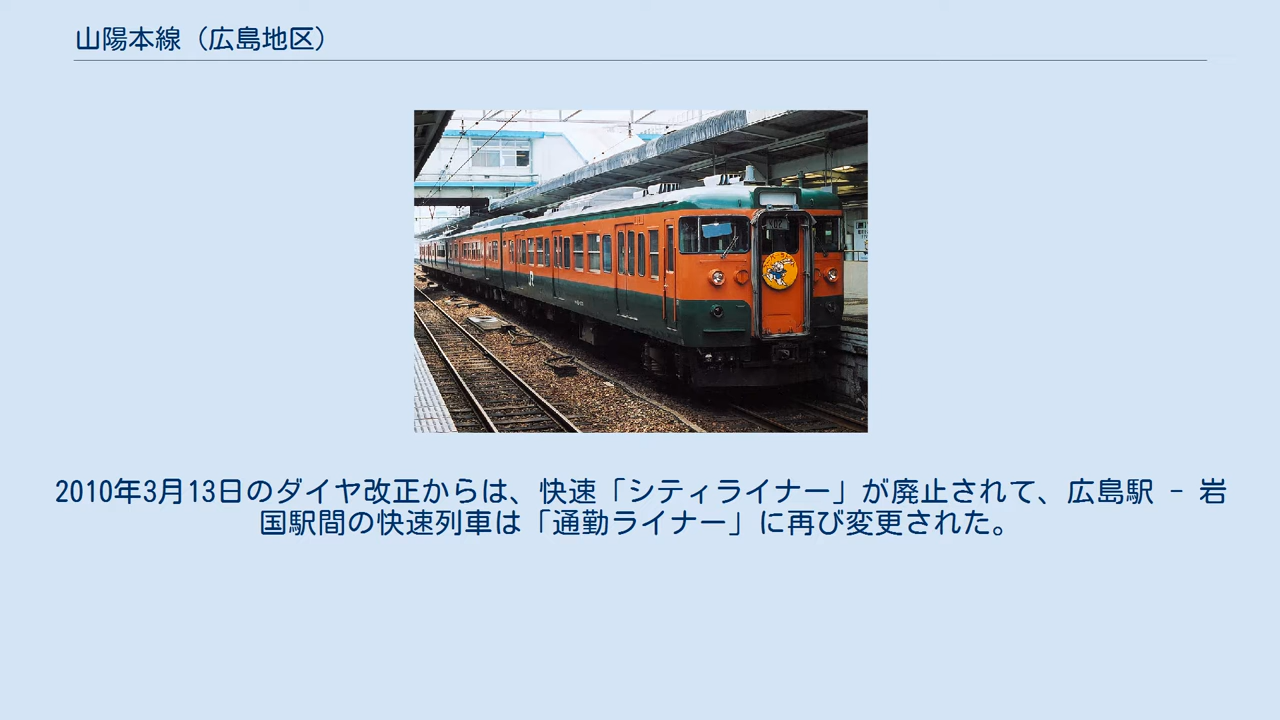 山陽本線（広島地区）
JR
2010年3月13日のダイヤ改正からは、快速「シティライナー」が廃止されて、広島駅 - 岩
国駅間の快速列車は「通勤ライナー」に再び変更された。